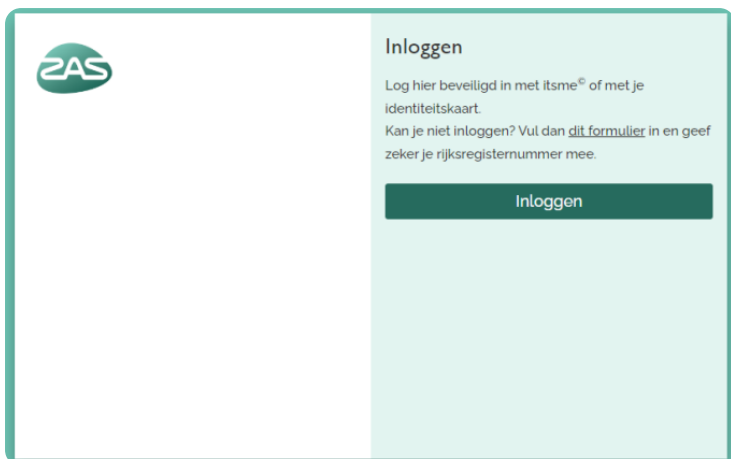 ZAS
Inloggen
Log hier beveiligd in met itsme© of met je
identiteitskaart.
Kan je niet inloggen? Vul dan dit formulier in en geef
zeker je rijksregisternummer mee.
Inloggen